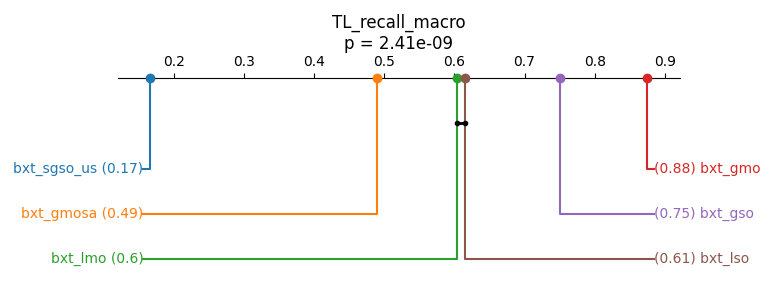 TL_recall_macro
p = 2.41e-09
0.2 0.3 0.4 0.5 0.6 0.7 0.8 0.9
bxt_sgso_us (0.17) (0.88) bxt_gmo
bxt_gmosa (0.49) (0.75) bxt_gso
bxt_lmo (0.6) (0.61) bxt_lso